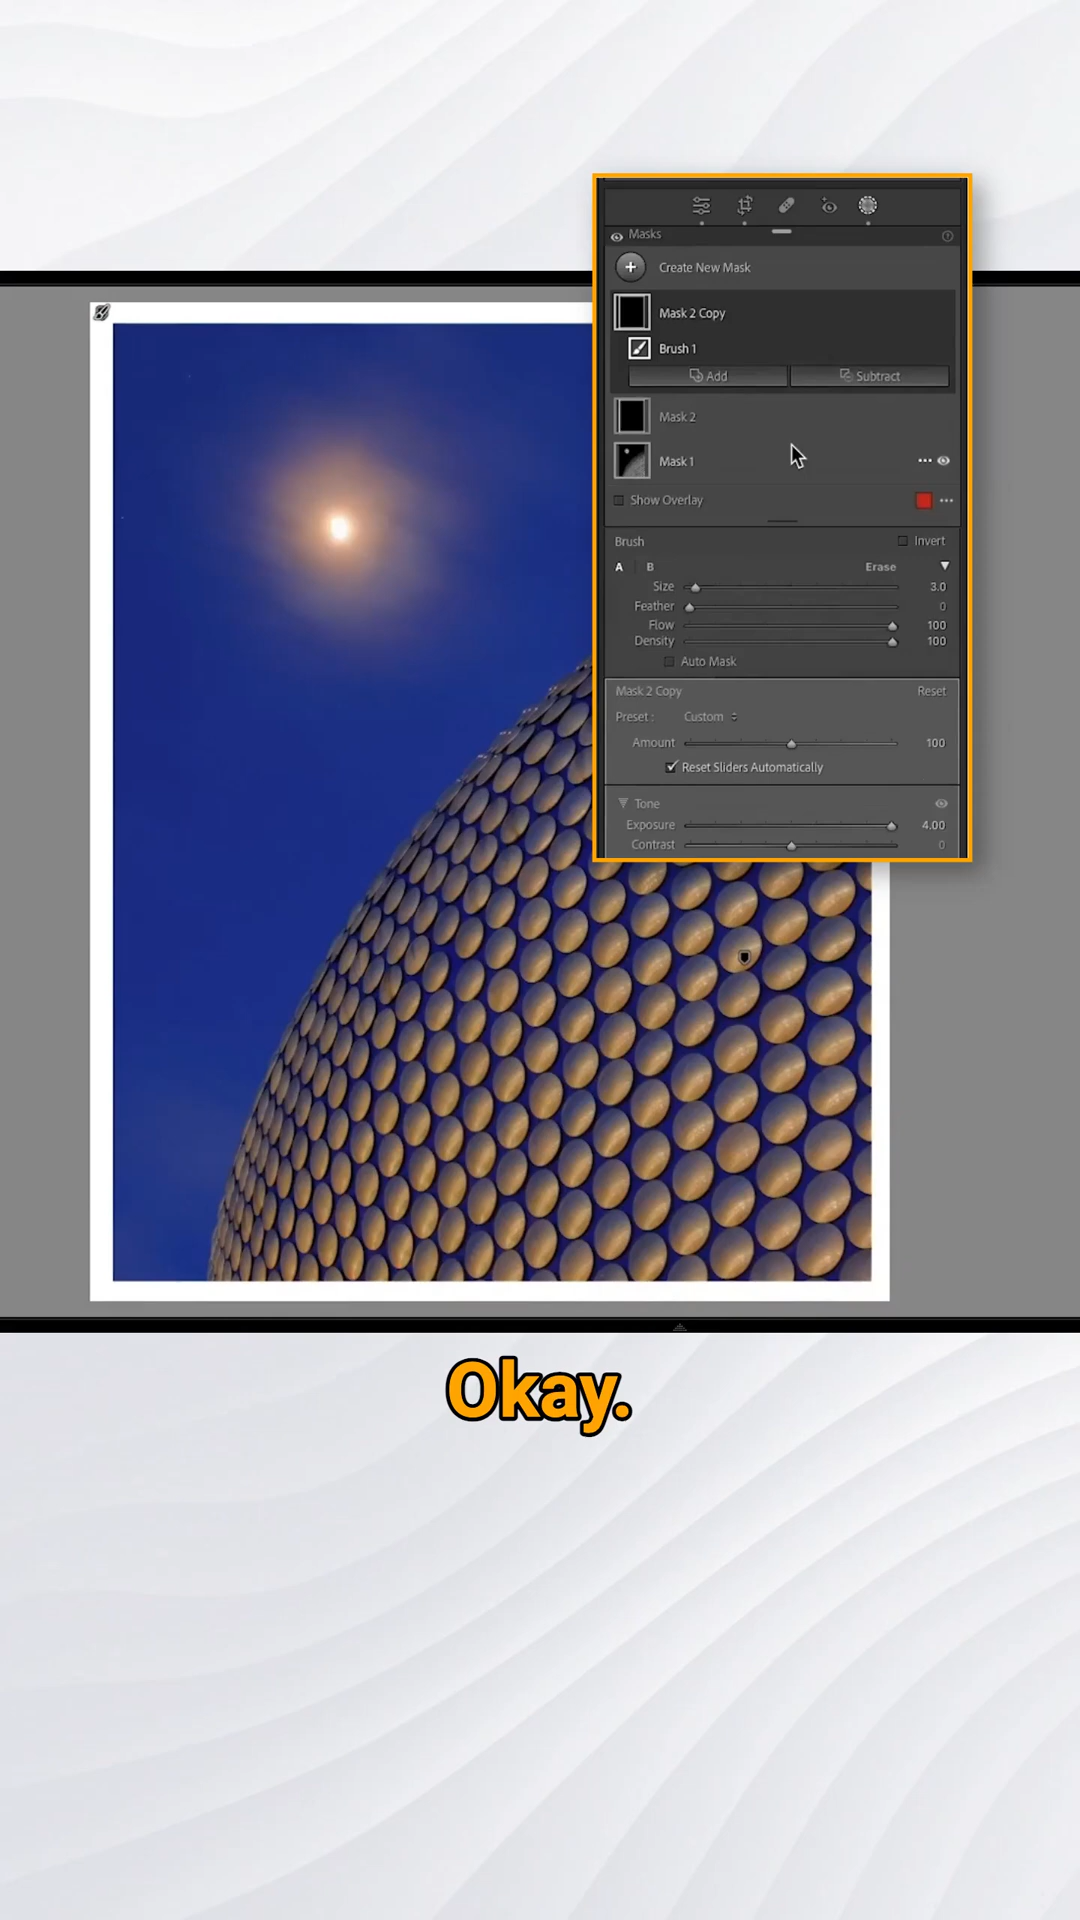 Masks
Create New Mask
Mask 2 Copy
Brush 1
Add Subtract
Mask 2
Mask 1
Show Overlay
Brush Invert
A B Erase
Size 3.0
Feather 0
Flow 100
Density 100
Auto Mask
Mask 2 Copy Reset
Preset : Custom
Amount 100
Reset Sliders Automatically
Tone
Exposure 4.00
Contrast 0
Okay.